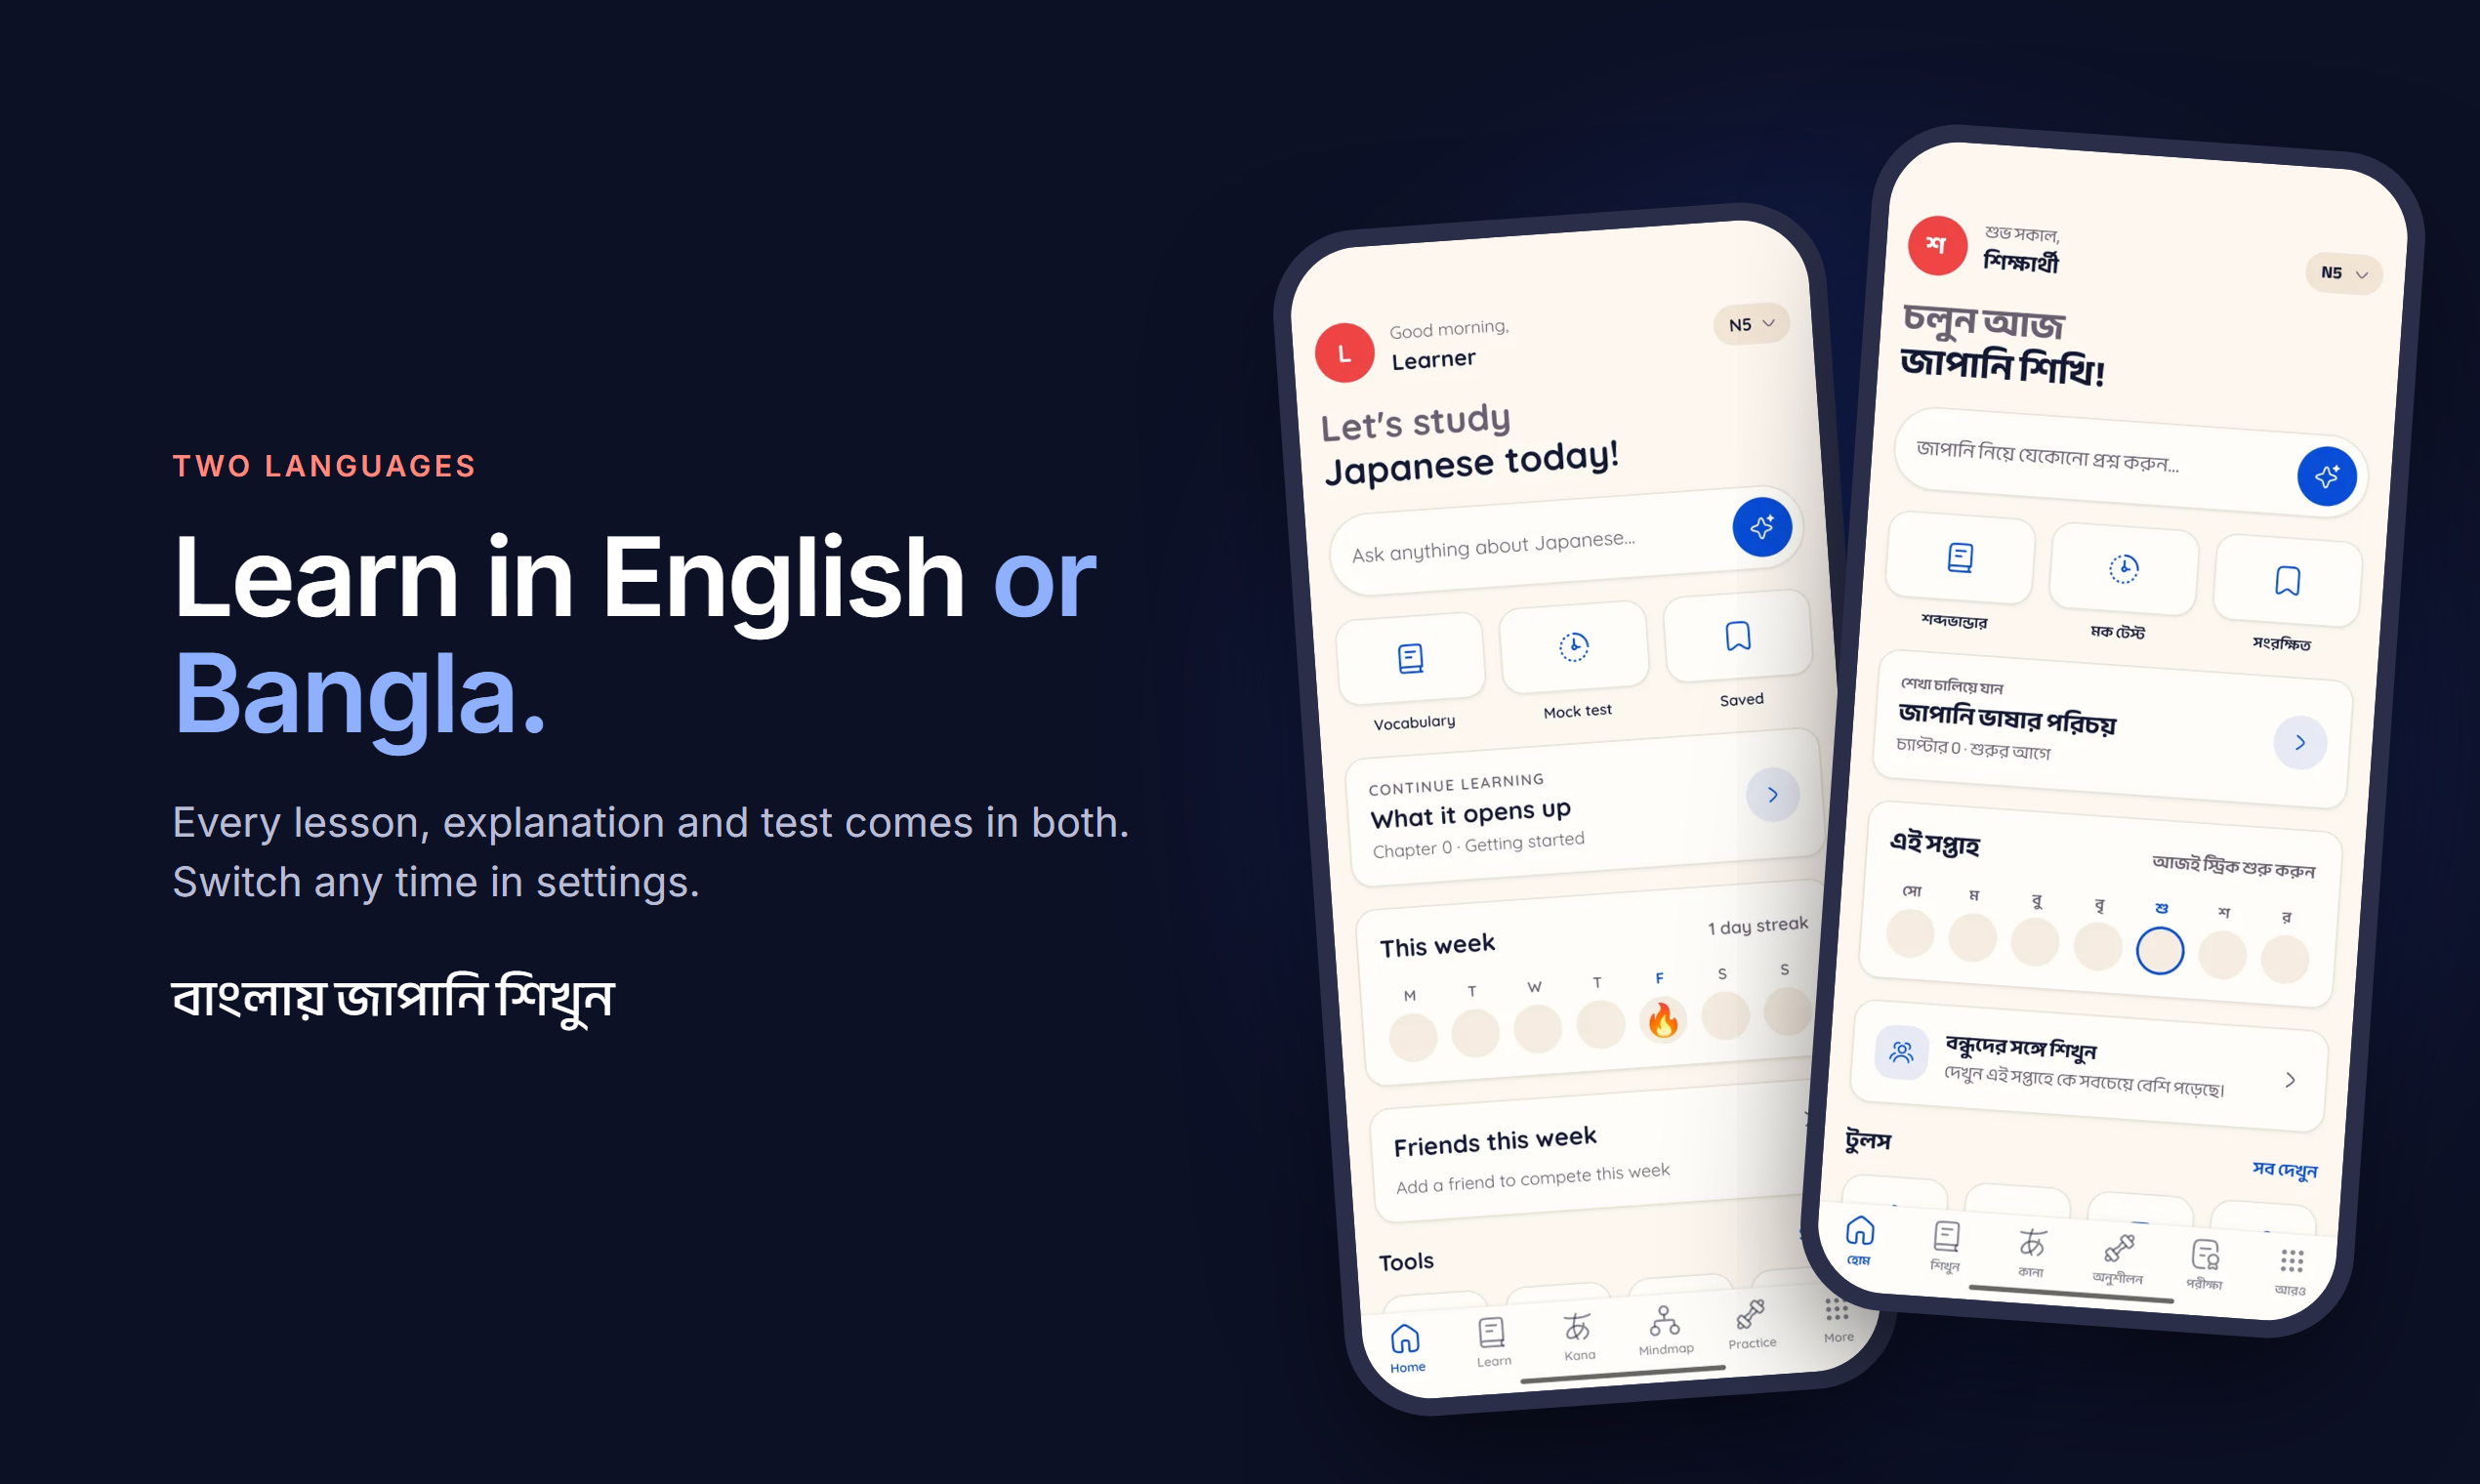 TWO LANGUAGES
Learn in English or
Bangla.
Every lesson, explanation and test comes in both.
Switch any time in settings.
বাংলায় জাপানি শিখুন
L
Good morning,
Learner
N5
Let's study
Japanese today!
Ask anything about Japanese...
Vocabulary
Mock test
Saved
CONTINUE LEARNING
What it opens up
Chapter 0 · Getting started
This week
1 day streak
M T W T F S S
Friends this week
Add a friend to compete this week
Tools
Home
Learn
あ
Kana
Mindmap
Practice
More
শ
শুভ সকাল,
শিক্ষার্থী
N5
চলুন আজ
জাপানি শিখি!
জাপানি নিয়ে যেকোনো প্রশ্ন করুন...
শব্দভান্ডার
মক টেস্ট
সংরক্ষিত
শেখা চালিয়ে যান
জাপানি ভাষার পরিচয়
চ্যাপ্টার 0 · শুরুর আগে
এই সপ্তাহ
আজই স্ট্রিক শুরু করুন
সো ম বু বৃ শু শ র
বন্ধুদের সঙ্গে শিখুন
দেখুন এই সপ্তাহে কে সবচেয়ে বেশি পড়েছে।
টুলস
সব দেখুন
হোম
শিখুন
あ
কানা
অনুশীলন
পরীক্ষা
আরও